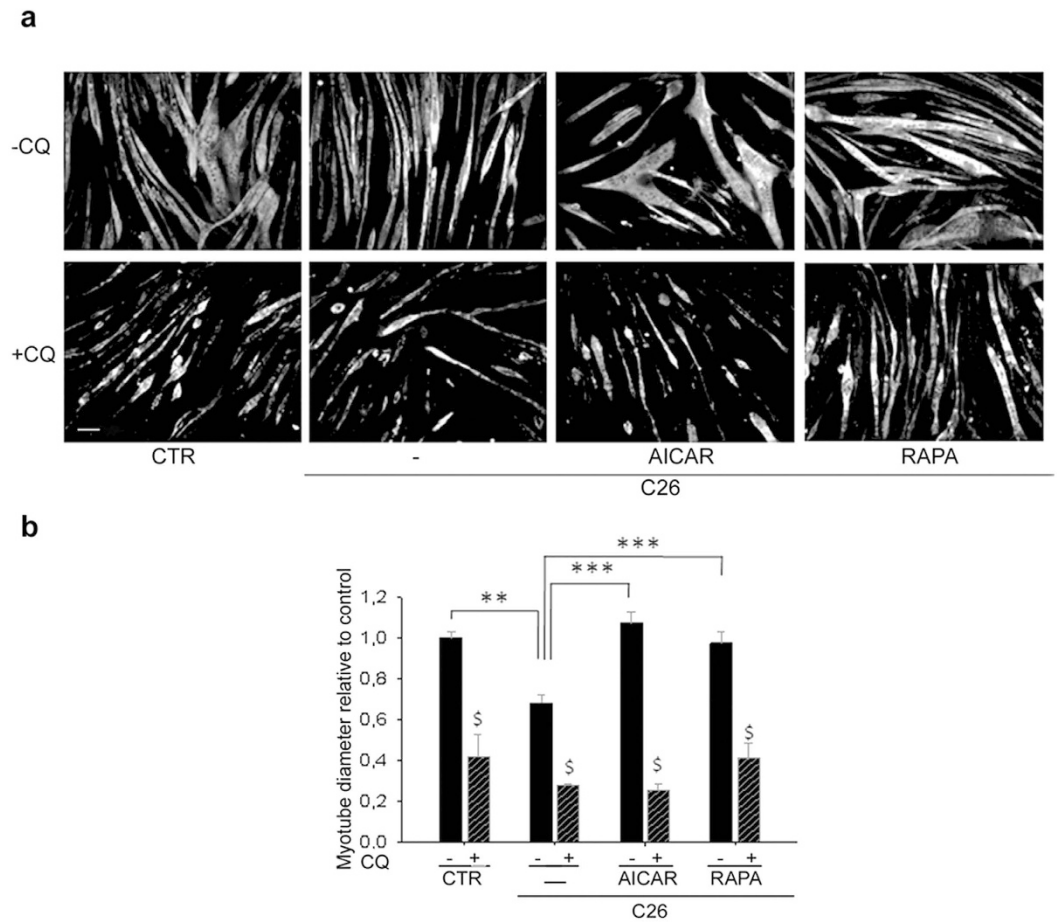 a
-CQ
+CQ
CTR - AICAR RAPA
C26
b
Myotube diameter relative to control
***
***
**
1,2
1,0
0,8
0,6
0,4
0,2
0.0
$ $ $ $
CQ - + - + - + - +
CTR — AICAR RAPA
C26